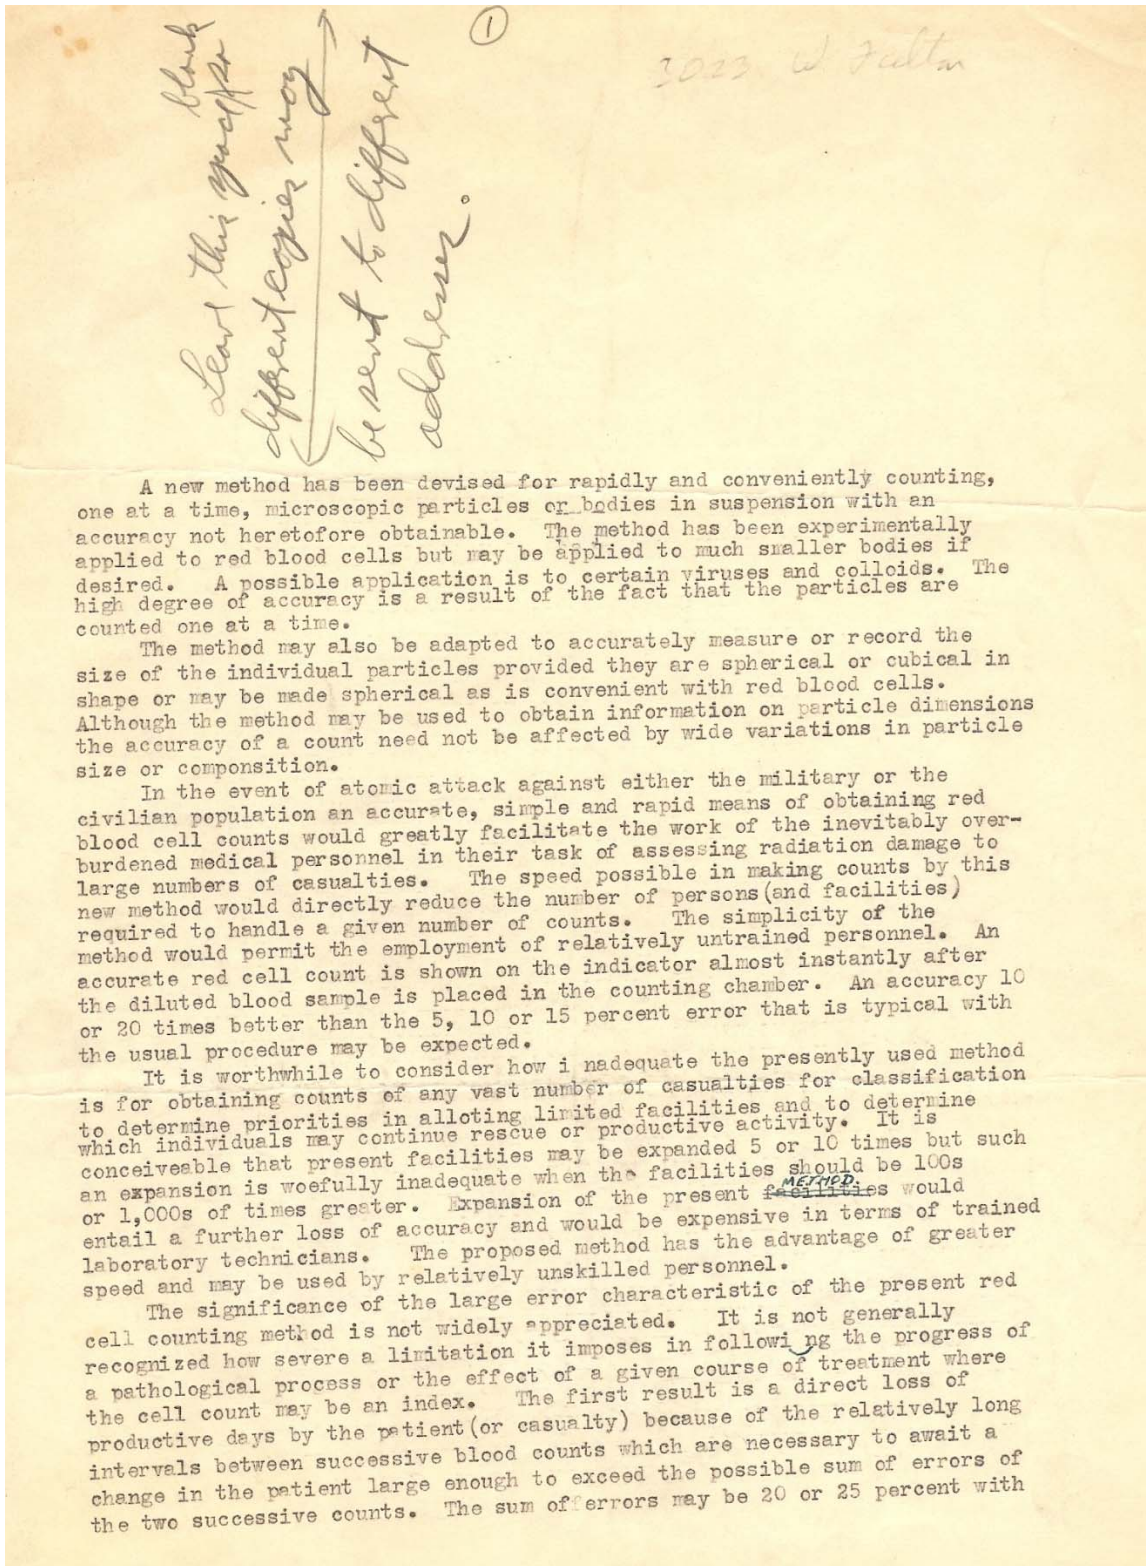 ①
3023 W Fulton
Leave this space blank so
different copies may
be sent to different
addresses.
A new method has been devised for rapidly and conveniently counting,
one at a time, microscopic particles or bodies in suspension with an
accuracy not heretofore obtainable. The method has been experimentally
applied to red blood cells but may be applied to much smaller bodies if
desired. A possible application is to certain viruses and colloids. The
high degree of accuracy is a result of the fact that the particles are
counted one at a time.
The method may also be adapted to accurately measure or record the
size of the individual particles provided they are spherical or cubical in
shape or may be made spherical as is convenient with red blood cells.
Although the method may be used to obtain information on particle dimensions
the accuracy of a count need not be affected by wide variations in particle
size or componsition.
In the event of atomic attack against either the military or the
civilian population an accurate, simple and rapid means of obtaining red
blood cell counts would greatly facilitate the work of the inevitably over-
burdened medical personnel in their task of assessing radiation damage to
large numbers of casualties. The speed possible in making counts by this
new method would directly reduce the number of persons (and facilities)
required to handle a given number of counts. The simplicity of the
method would permit the employment of relatively untrained personnel. An
accurate red cell count is shown on the indicator almost instantly after
the diluted blood sample is placed in the counting chamber. An accuracy 10
or 20 times better than the 5, 10 or 15 percent error that is typical with
the usual procedure may be expected.
It is worthwhile to consider how i nadequate the presently used method
is for obtaining counts of any vast number of casualties for classification
to determine priorities in alloting limited facilities and to determine
which individuals may continue rescue or productive activity. It is
conceiveable that present facilities may be expanded 5 or 10 times but such
an expansion is woefully inadequate when the facilities should be 100s
or 1,000s of times greater. Expansion of the present facilities METHOD. would
entail a further loss of accuracy and would be expensive in terms of trained
laboratory technicians. The proposed method has the advantage of greater
speed and may be used by relatively unskilled personnel.
The significance of the large error characteristic of the present red
cell counting method is not widely appreciated. It is not generally
recognized how severe a limitation it imposes in followi ng the progress of
a pathological process or the effect of a given course of treatment where
the cell count may be an index. The first result is a direct loss of
productive days by the patient (or casualty) because of the relatively long
intervals between successive blood counts which are necessary to await a
change in the patient large enough to exceed the possible sum of errors of
the two successive counts. The sum of errors may be 20 or 25 percent with